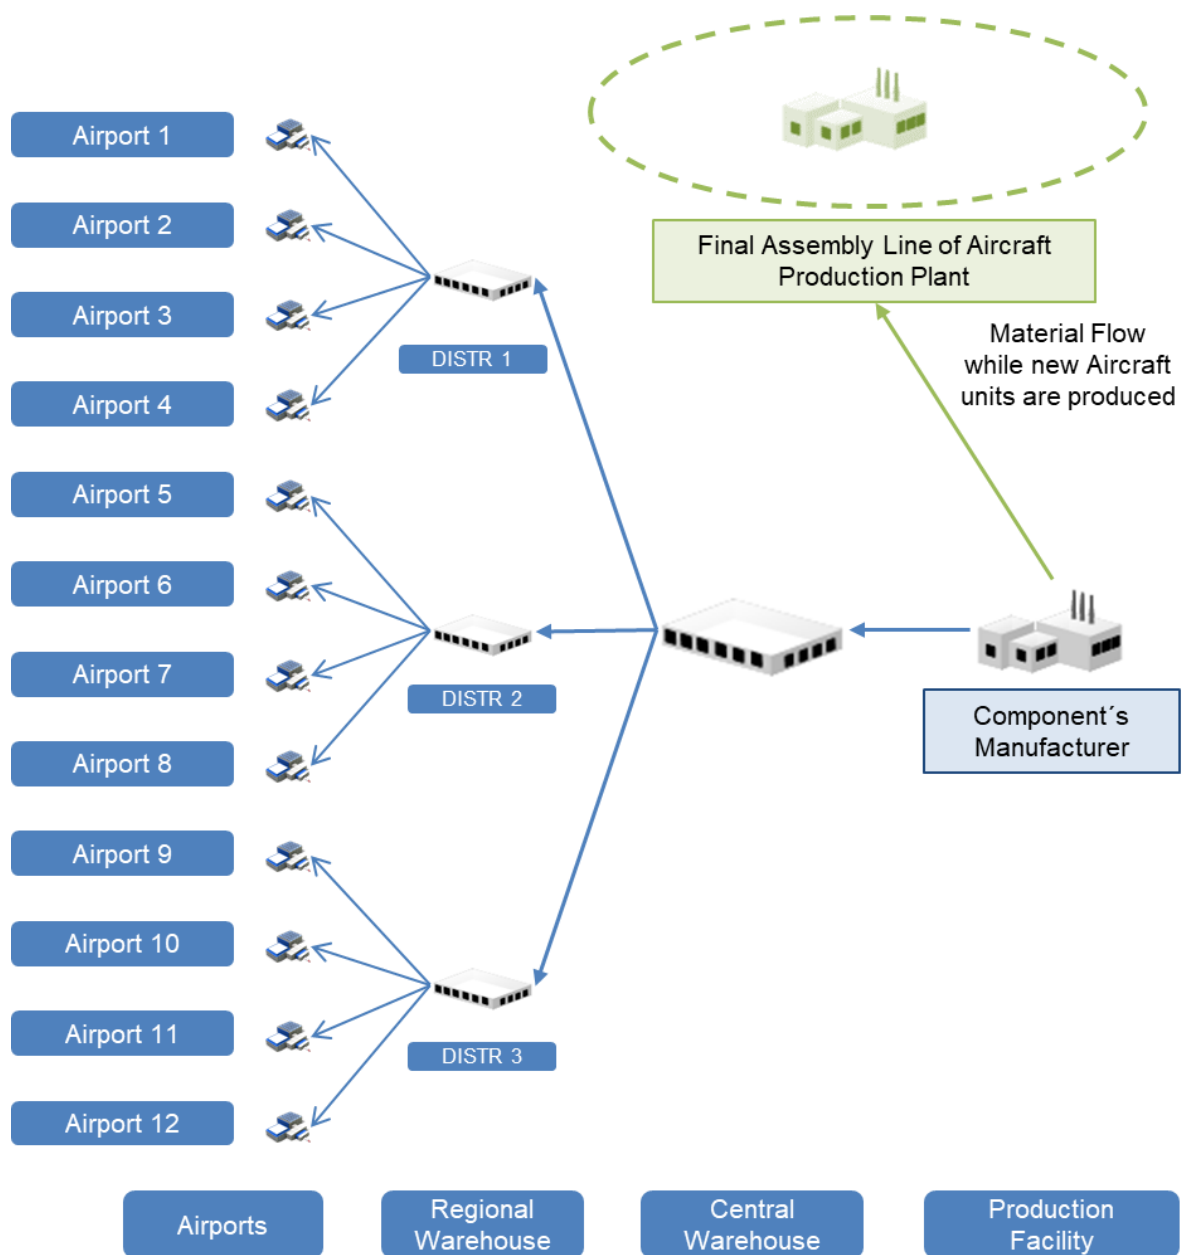 Airport 1
Airport 2
Airport 3
Airport 4
Airport 5
Airport 6
Airport 7
Airport 8
Airport 9
Airport 10
Airport 11
Airport 12
DISTR 1
DISTR 2
DISTR 3
Final Assembly Line of Aircraft
Production Plant
Material Flow
while new Aircraft
units are produced
Component´s
Manufacturer
Airports
Regional
Warehouse
Central
Warehouse
Production
Facility